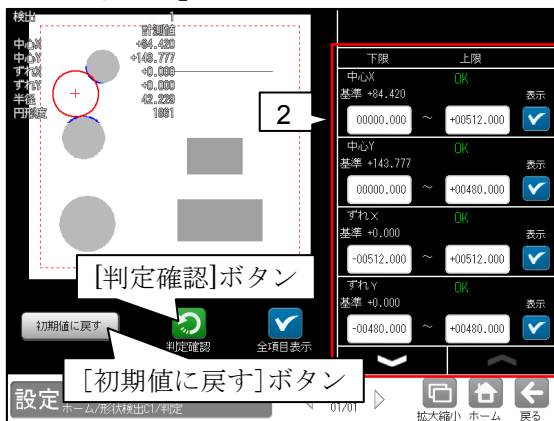 検出 1
計測値
中心X +84.420
中心Y +143.777
ずれX +0.000
ずれY +0.000
半径 42.229
円形度 1881
2
下限 上限
中心X OK
基準 +84.420 表示
00000.000 ~ +00512.000
中心Y OK
基準 +143.777 表示
00000.000 ~ +00480.000
ずれX OK
基準 +0.000 表示
-00512.000 ~ +00512.000
ずれY OK
基準 +0.000 表示
-00480.000 ~ +00480.000
[判定確認]ボタン
初期値に戻す
判定確認
全項目表示
[初期値に戻す]ボタン
設定 ホーム/形状検出C1/判定
01/01
拡大縮小 ホーム 戻る